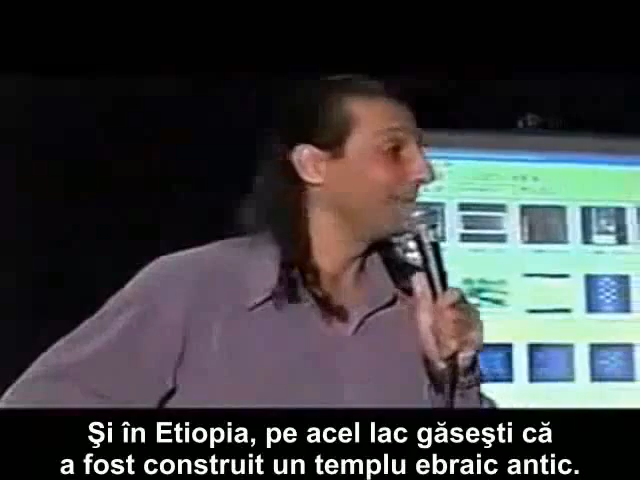 Şi în Etiopia, pe acel lac găseşti că
a fost construit un templu ebraic antic.